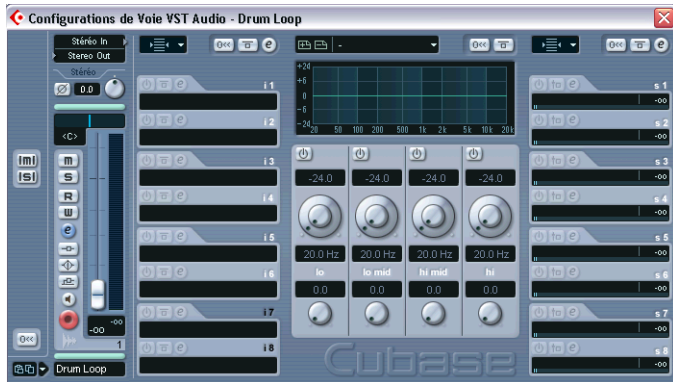 Configurations de Voie VST Audio - Drum Loop
Stéréo In
Stereo Out
Stéréo
0.0
<C>
m
S
R
W
e
-oo
-oo
1
Drum Loop
i 1
i 2
i 3
i 4
i 5
i 6
i 7
i 8
-
+24
+6
0
-6
-24
20 50 100 200 500 1k 2k 5k 10k 20k
-24.0 -24.0 -24.0 -24.0
20.0 Hz 20.0 Hz 20.0 Hz 20.0 Hz
lo lo mid hi mid hi
0.0 0.0 0.0 0.0
Cubase
s 1
-oo
s 2
-oo
s 3
-oo
s 4
-oo
s 5
-oo
s 6
-oo
s 7
-oo
s 8
-oo